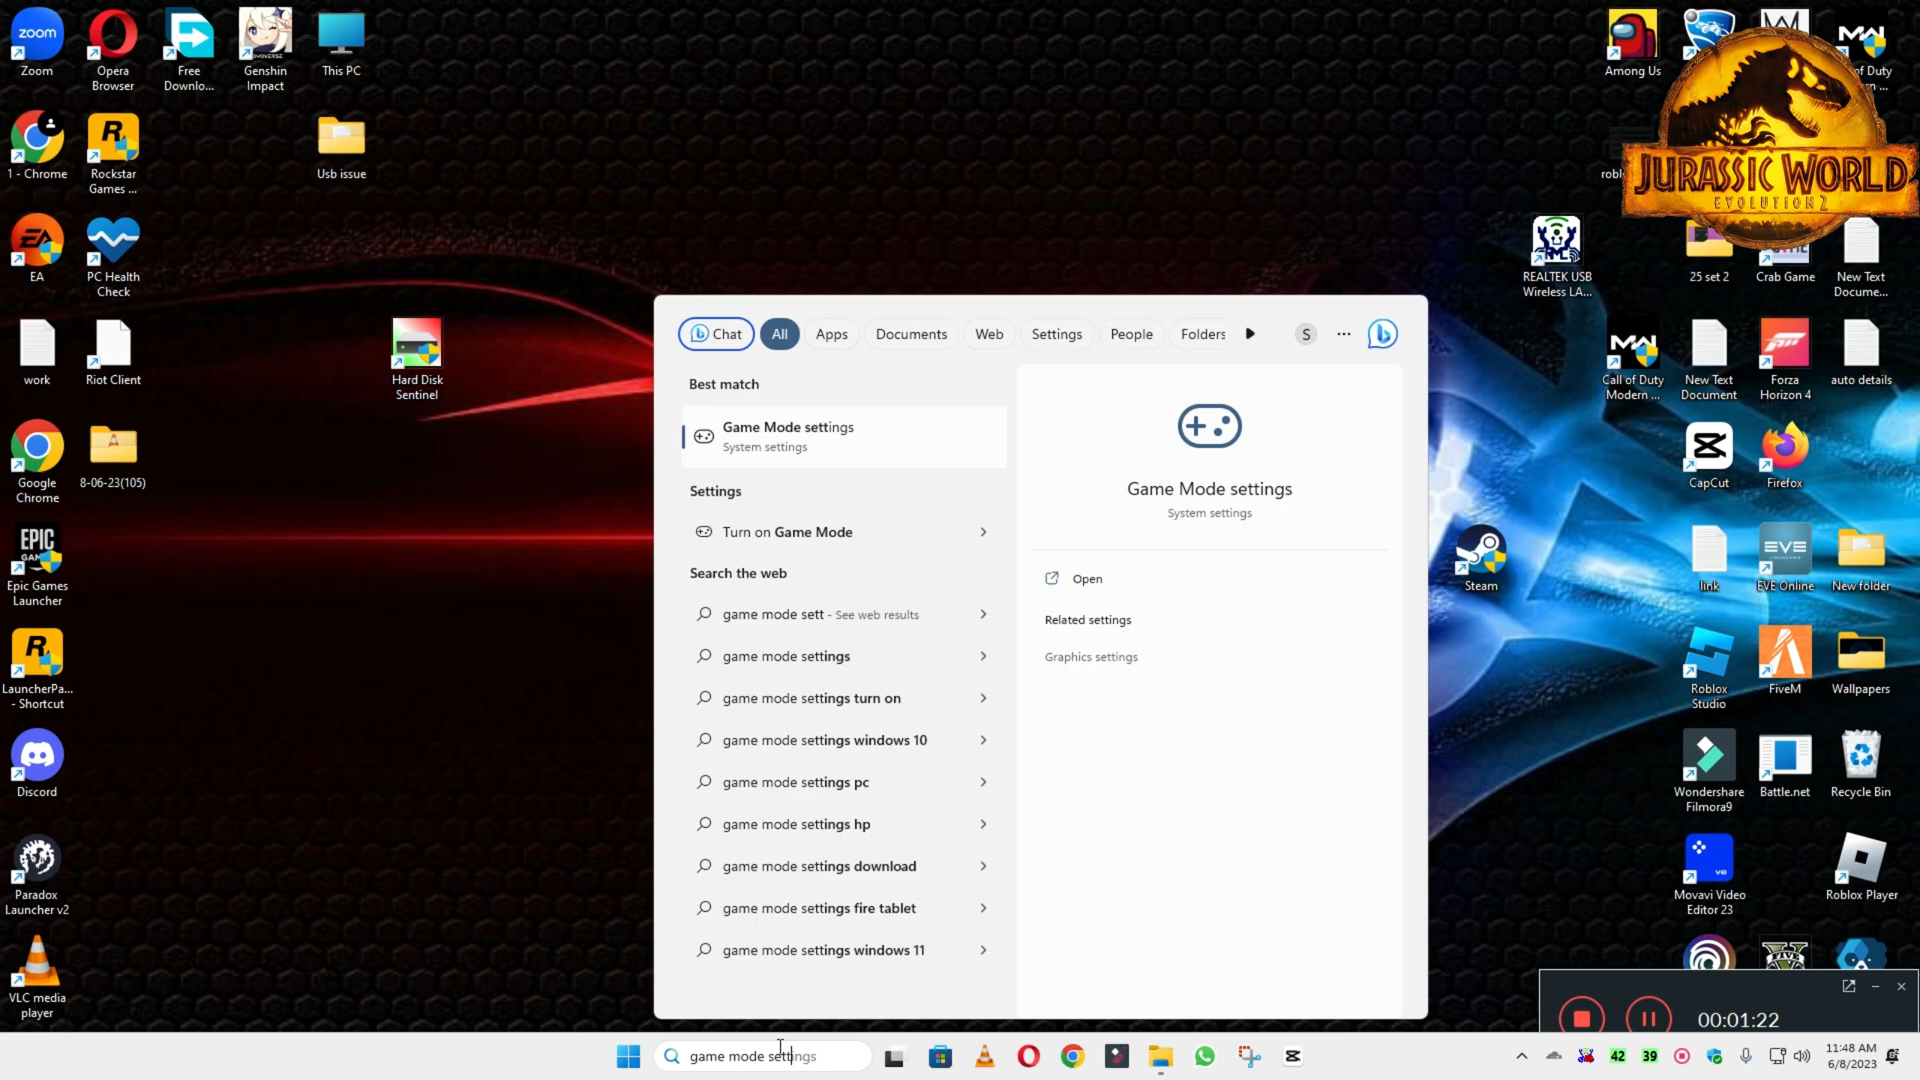 zoom
Zoom
Opera
Browser
Free
Downlo...
Genshin
Impact
This PC
1 - Chrome
Rockstar
Games ...
Usb issue
EA
PC Health
Check
work
Riot Client
Hard Disk
Sentinel
Google
Chrome
8-06-23(105)
EPIC
Epic Games
Launcher
LauncherPa...
- Shortcut
Discord
Paradox
Launcher v2
VLC media
player
Chat
All
Apps
Documents
Web
Settings
People
Folders
S
Best match
Game Mode settings
System settings
Settings
Turn on Game Mode
Search the web
game mode sett - See web results
game mode settings
game mode settings turn on
game mode settings windows 10
game mode settings pc
game mode settings hp
game mode settings download
game mode settings fire tablet
game mode settings windows 11
Game Mode settings
System settings
Open
Related settings
Graphics settings
Among Us
of Duty
JURASSIC WORLD
EVOLUTION 2
REALTEK USB
Wireless LA...
25 set 2
Crab Game
New Text
Docume...
Call of Duty
Modern ...
New Text
Document
Forza
Horizon 4
auto details
CapCut
Firefox
Steam
link
EVE
EVE Online
New folder
Roblox
Studio
FiveM
Wallpapers
Wondershare
Filmora9
Battle.net
Recycle Bin
Movavi Video
Editor 23
Roblox Player
00:01:22
game mode settings
42
39
11:48 AM
6/8/2023